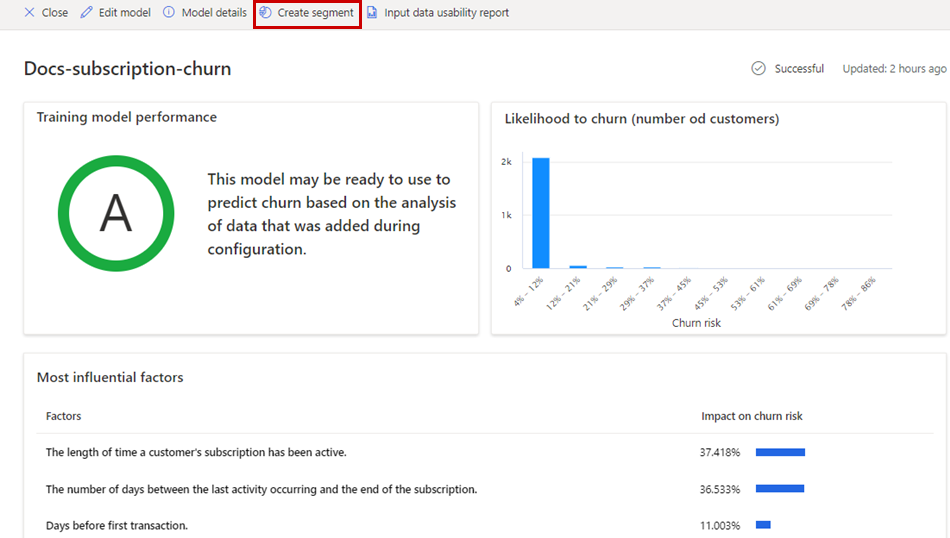 Close Edit model Model details Create segment Input data usability report
Docs-subscription-churn
Successful Updated: 2 hours ago
Training model performance
A
This model may be ready to use to
predict churn based on the analysis
of data that was added during
configuration.
Likelihood to churn (number od customers)
2k
1k
0
4% – 12%
12% – 21%
21% – 29%
29% – 37%
37% – 45%
45% – 53%
53% – 61%
61% – 69%
69% – 78%
78% – 86%
Churn risk
Most influential factors
Factors Impact on churn risk
The length of time a customer's subscription has been active. 37.418%
The number of days between the last activity occurring and the end of the subscription. 36.533%
Days before first transaction. 11.003%